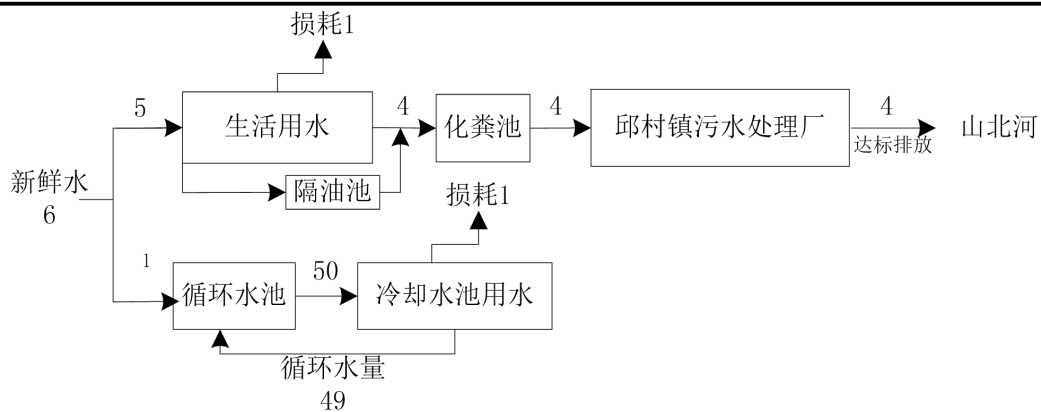 损耗1
5
生活用水
4
化粪池
4
邱村镇污水处理厂
4
达标排放
山北河
隔油池
新鲜水
6
损耗1
1
循环水池
50
冷却水池用水
循环水量
49